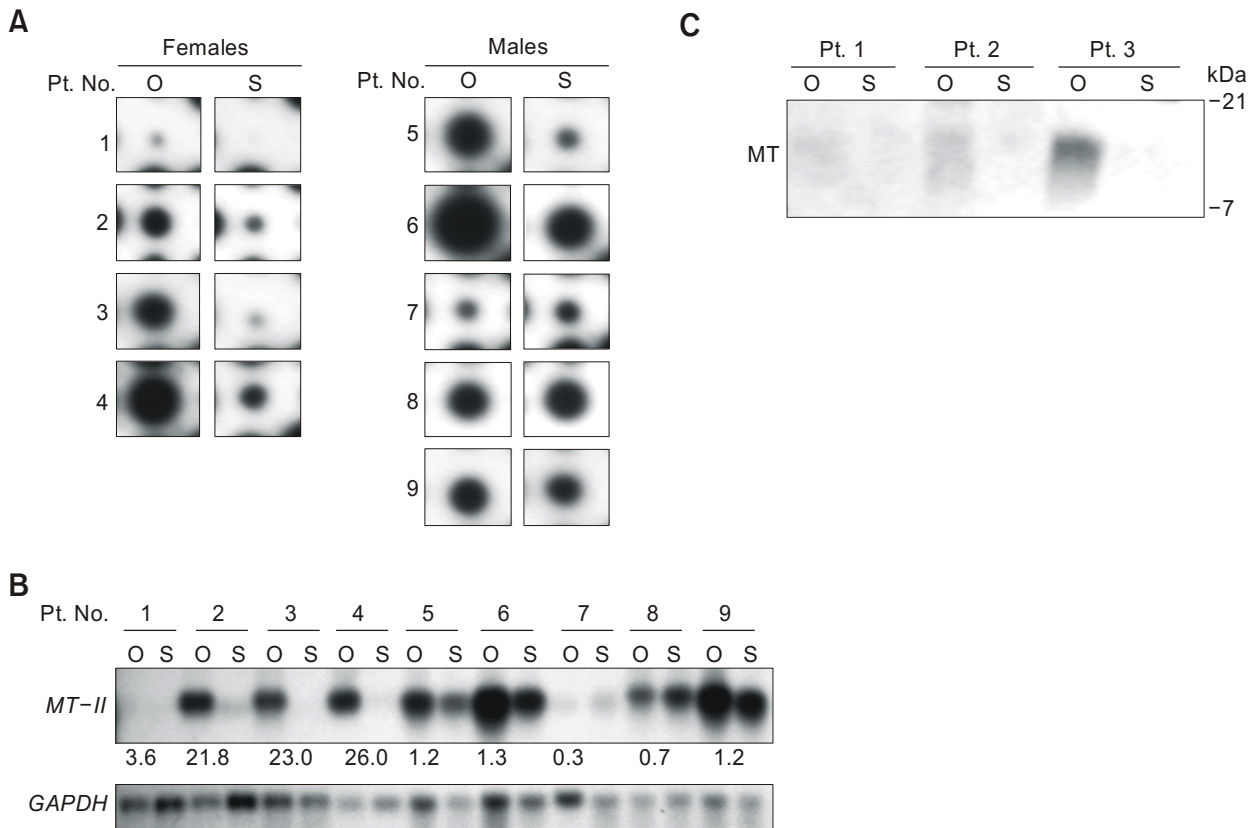 A
Females
Pt. No. O S
1
2
3
4
Males
Pt. No. O S
5
6
7
8
9
B
Pt. No. 1 2 3 4 5 6 7 8 9
O S O S O S O S O S O S O S O S O S
MT−II
3.6 21.8 23.0 26.0 1.2 1.3 0.3 0.7 1.2
GAPDH
C
Pt. 1 Pt. 2 Pt. 3
O S O S O S
kDa
−21
MT
−7